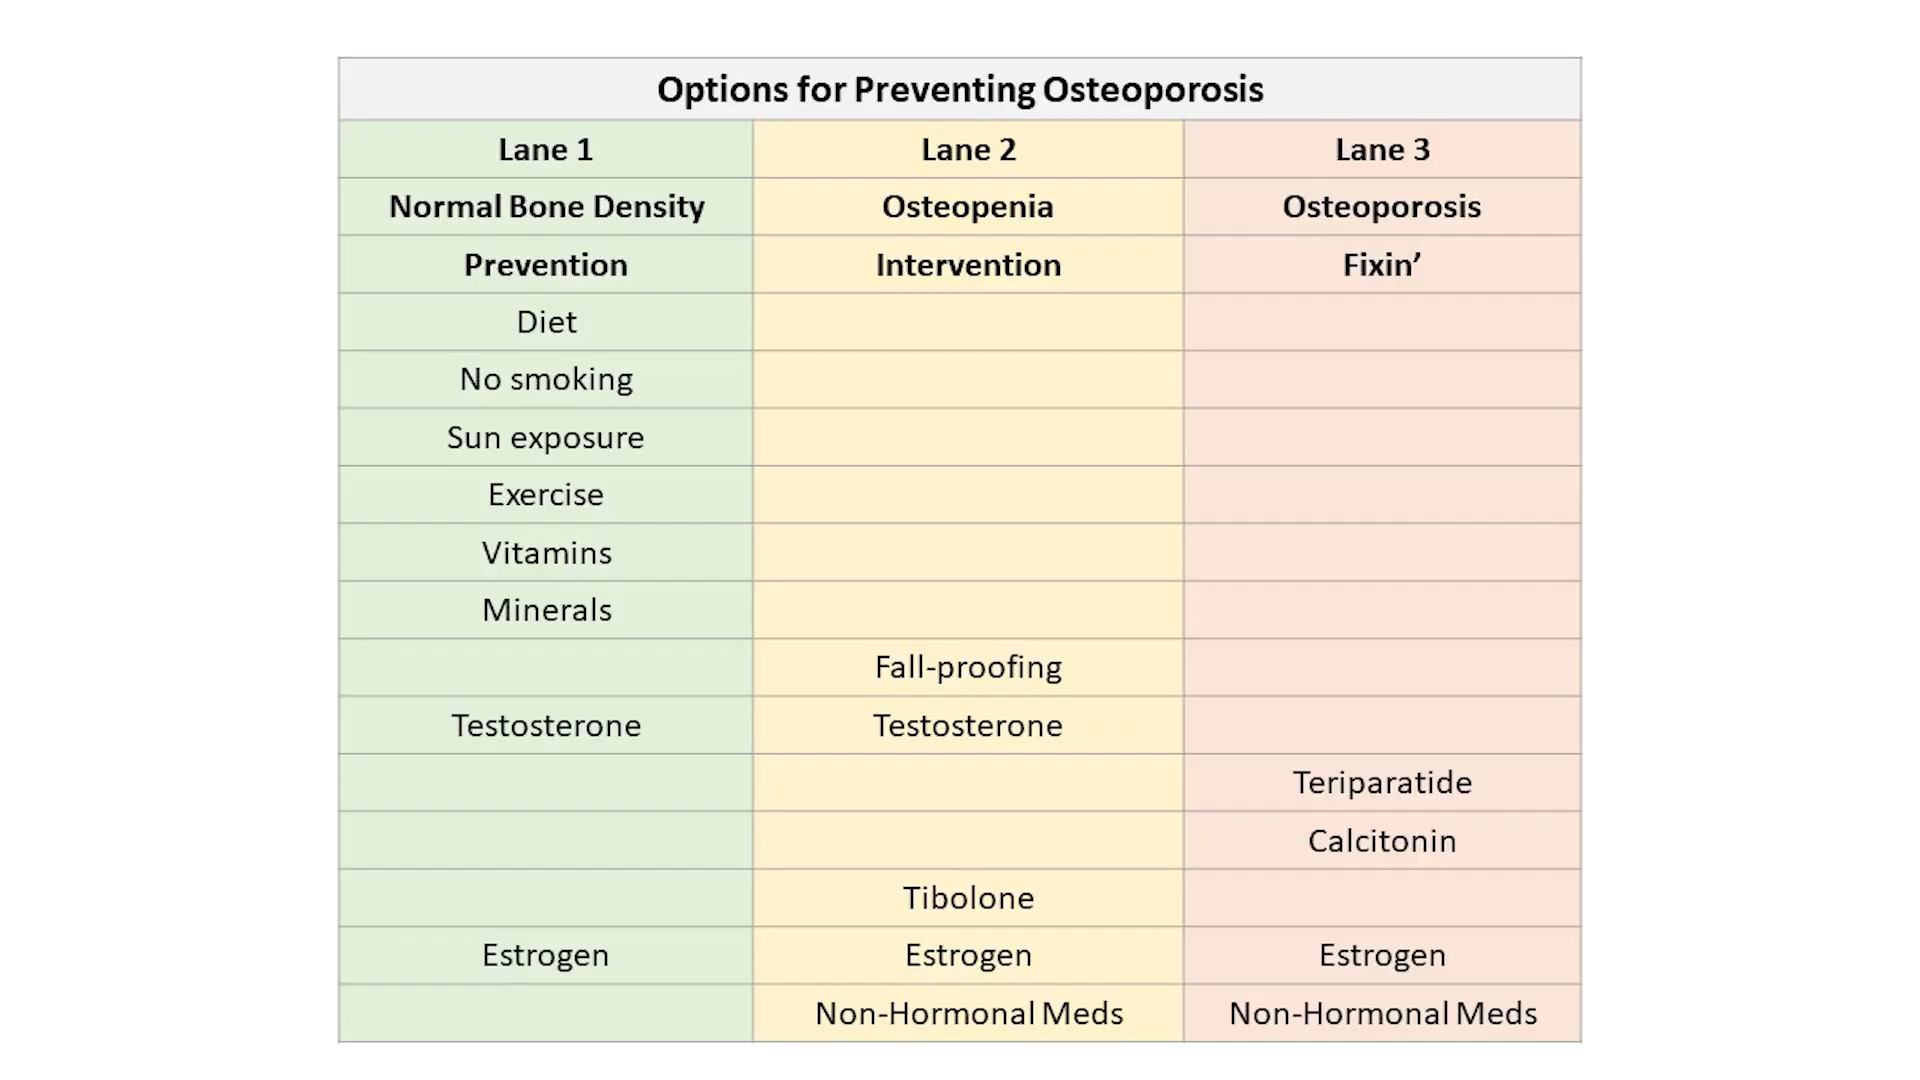 Options for Preventing Osteoporosis
Lane 1 Lane 2 Lane 3
Normal Bone Density Osteopenia Osteoporosis
Prevention Intervention Fixin’
Diet
No smoking
Sun exposure
Exercise
Vitamins
Minerals
Fall-proofing
Testosterone Testosterone
Teriparatide
Calcitonin
Tibolone
Estrogen Estrogen Estrogen
Non-Hormonal Meds Non-Hormonal Meds